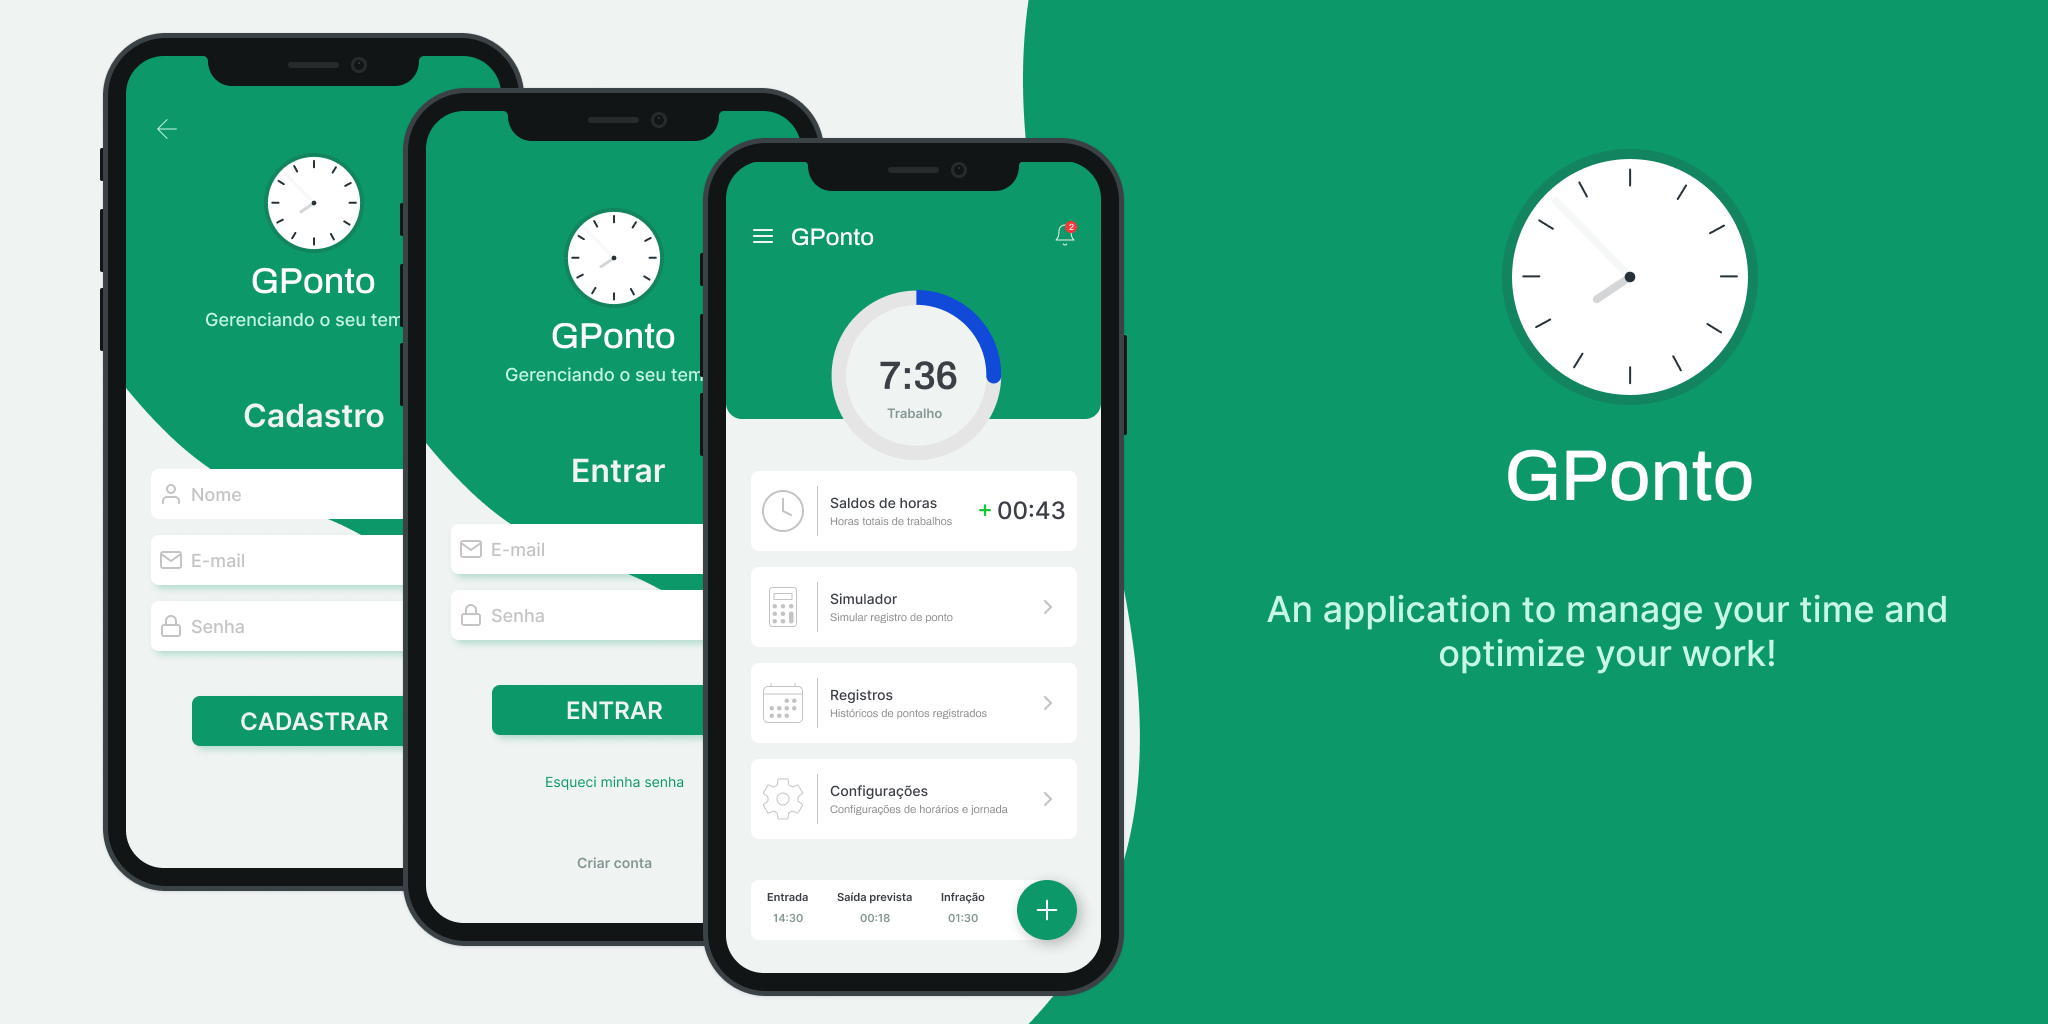 GPonto
Gerenciando o seu tem
Cadastro
Nome
E-mail
Senha
CADASTRAR
GPonto
Gerenciando o seu tem
Entrar
E-mail
Senha
ENTRAR
Esqueci minha senha
Criar conta
GPonto
2
7:36
Trabalho
Saldos de horas
Horas totais de trabalhos
+ 00:43
Simulador
Simular registro de ponto
Registros
Históricos de pontos registrados
Configurações
Configurações de horários e jornada
Entrada Saída prevista Infração
14:30 00:18 01:30
GPonto
An application to manage your time and
optimize your work!